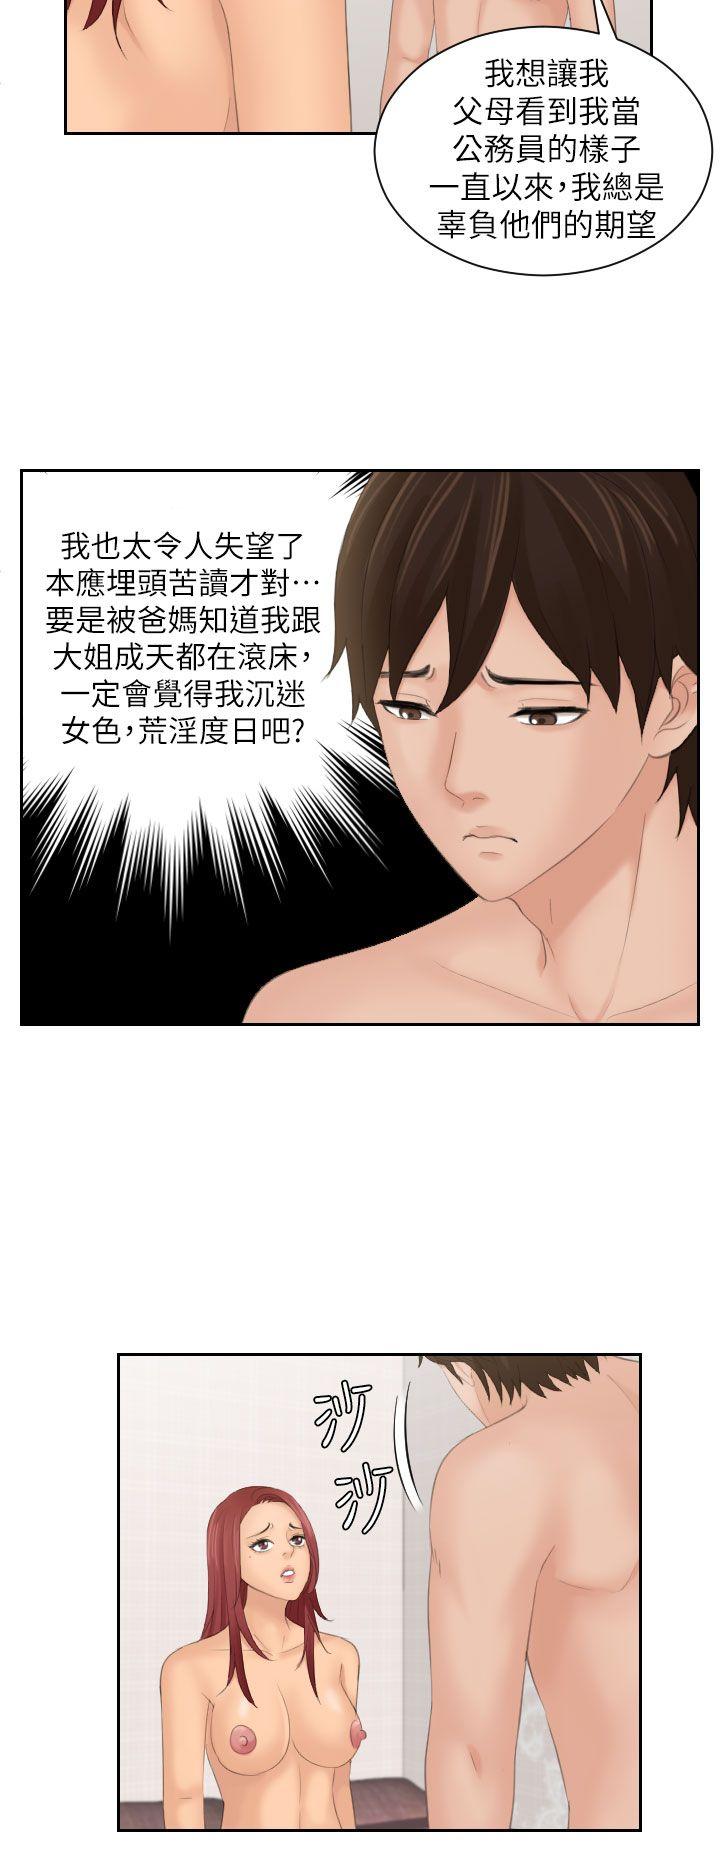 我想讓我
父母看到我當
公務員的樣子
一直以來，我總是
辜負他們的期望
我也太令人失望了
本應埋頭苦讀才對…
要是被爸媽知道我跟
大姐成天都在滾床，
一定會覺得我沉迷
女色，荒淫度日吧？
沙
沙